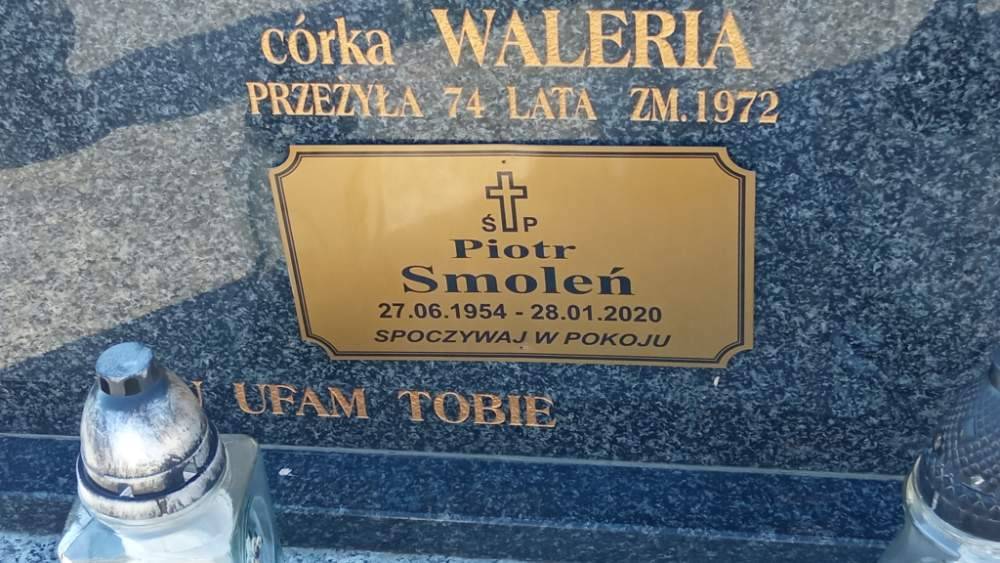 córka WALERIA
PRZEŻYŁA 74 LATA ZM. 1972
Ś P
Piotr
Smoleń
27.06.1954 - 28.01.2020
SPOCZYWAJ W POKOJU
UFAM TOBIE